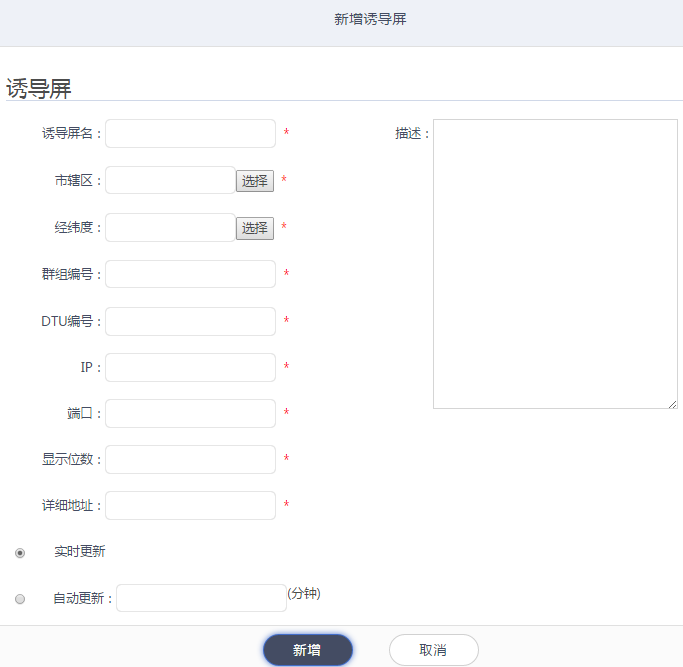 新增诱导屏
诱导屏
诱导屏名： *
市辖区： 选择 *
经纬度： 选择 *
群组编号： *
DTU编号： *
IP： *
端口： *
显示位数： *
详细地址： *
实时更新
自动更新： (分钟)
描述：
新增 取消